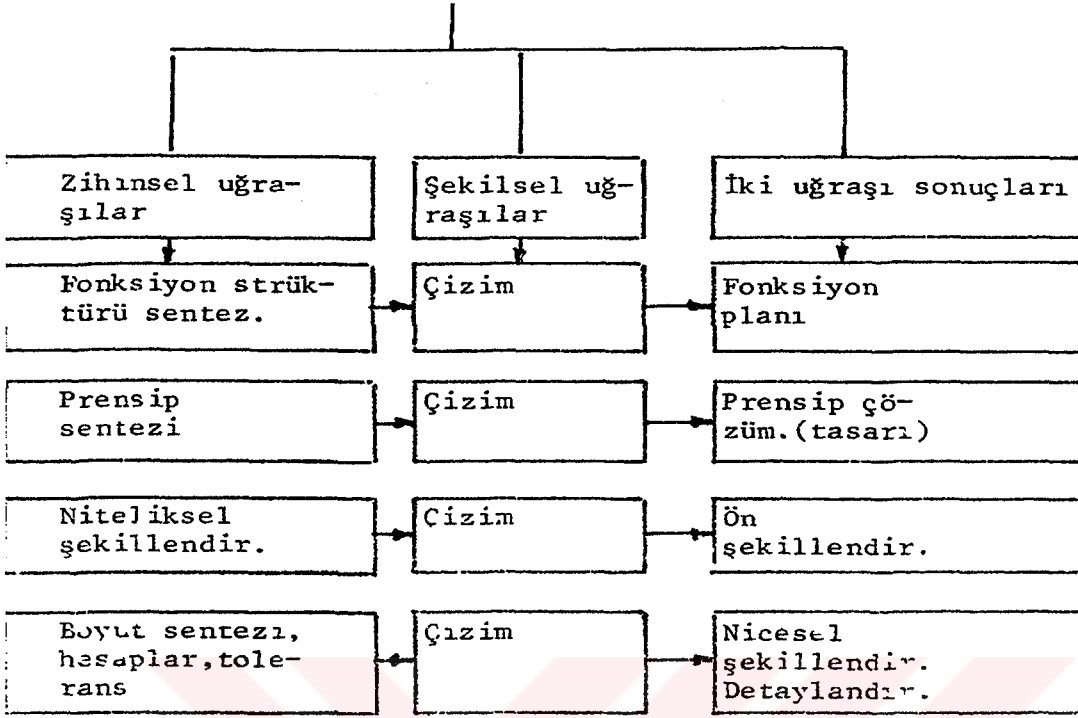 Zihinsel uğra-
şılar
Şekilsel uğ-
raşılar
İki uğraşı sonuçları
Fonksiyon strük-
türü sentez.
Çizim
Fonksiyon
planı
Prensip
sentezi
Çizim
Prensip çö-
züm.(tasarı)
Niteliksel
şekillendir.
Çizim
Ön
şekillendir.
Boyut sentezi,
hesaplar,tole-
rans
Çizim
Nicesel
şekillendir.
Detaylandır.